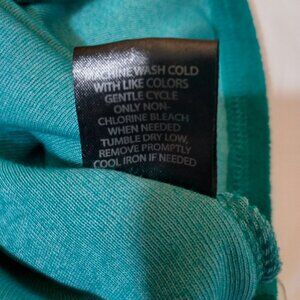 MACHINE WASH COLD
WITH LIKE COLORS
GENTLE CYCLE
ONLY NON-
CHLORINE BLEACH
WHEN NEEDED
TUMBLE DRY LOW,
REMOVE PROMPTLY
COOL IRON IF NEEDED